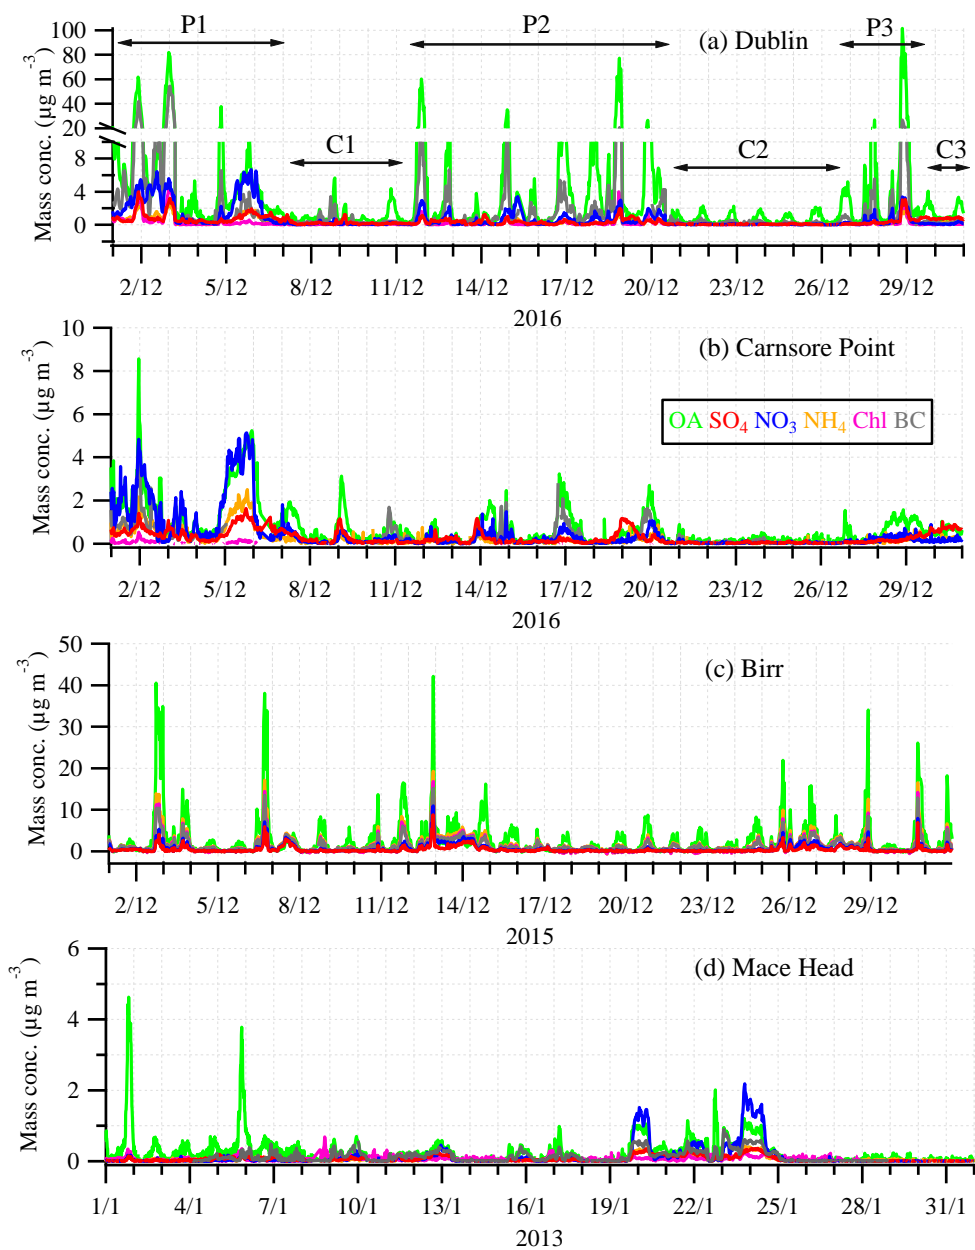 P1
P2
P3
(a) Dublin
C1
C2
C3
Mass conc. (µg m⁻³)
100
80
60
40
20
8
4
0
2/12 5/12 8/12 11/12 14/12 17/12 20/12 23/12 26/12 29/12
2016
(b) Carnsore Point
OA SO₄ NO₃ NH₄ Chl BC
Mass conc. (µg m⁻³)
10
8
6
4
2
0
2/12 5/12 8/12 11/12 14/12 17/12 20/12 23/12 26/12 29/12
2016
(c) Birr
Mass conc. (µg m⁻³)
50
40
30
20
10
0
2/12 5/12 8/12 11/12 14/12 17/12 20/12 23/12 26/12 29/12
2015
(d) Mace Head
Mass conc. (µg m⁻³)
6
4
2
0
1/1 4/1 7/1 10/1 13/1 16/1 19/1 22/1 25/1 28/1 31/1
2013